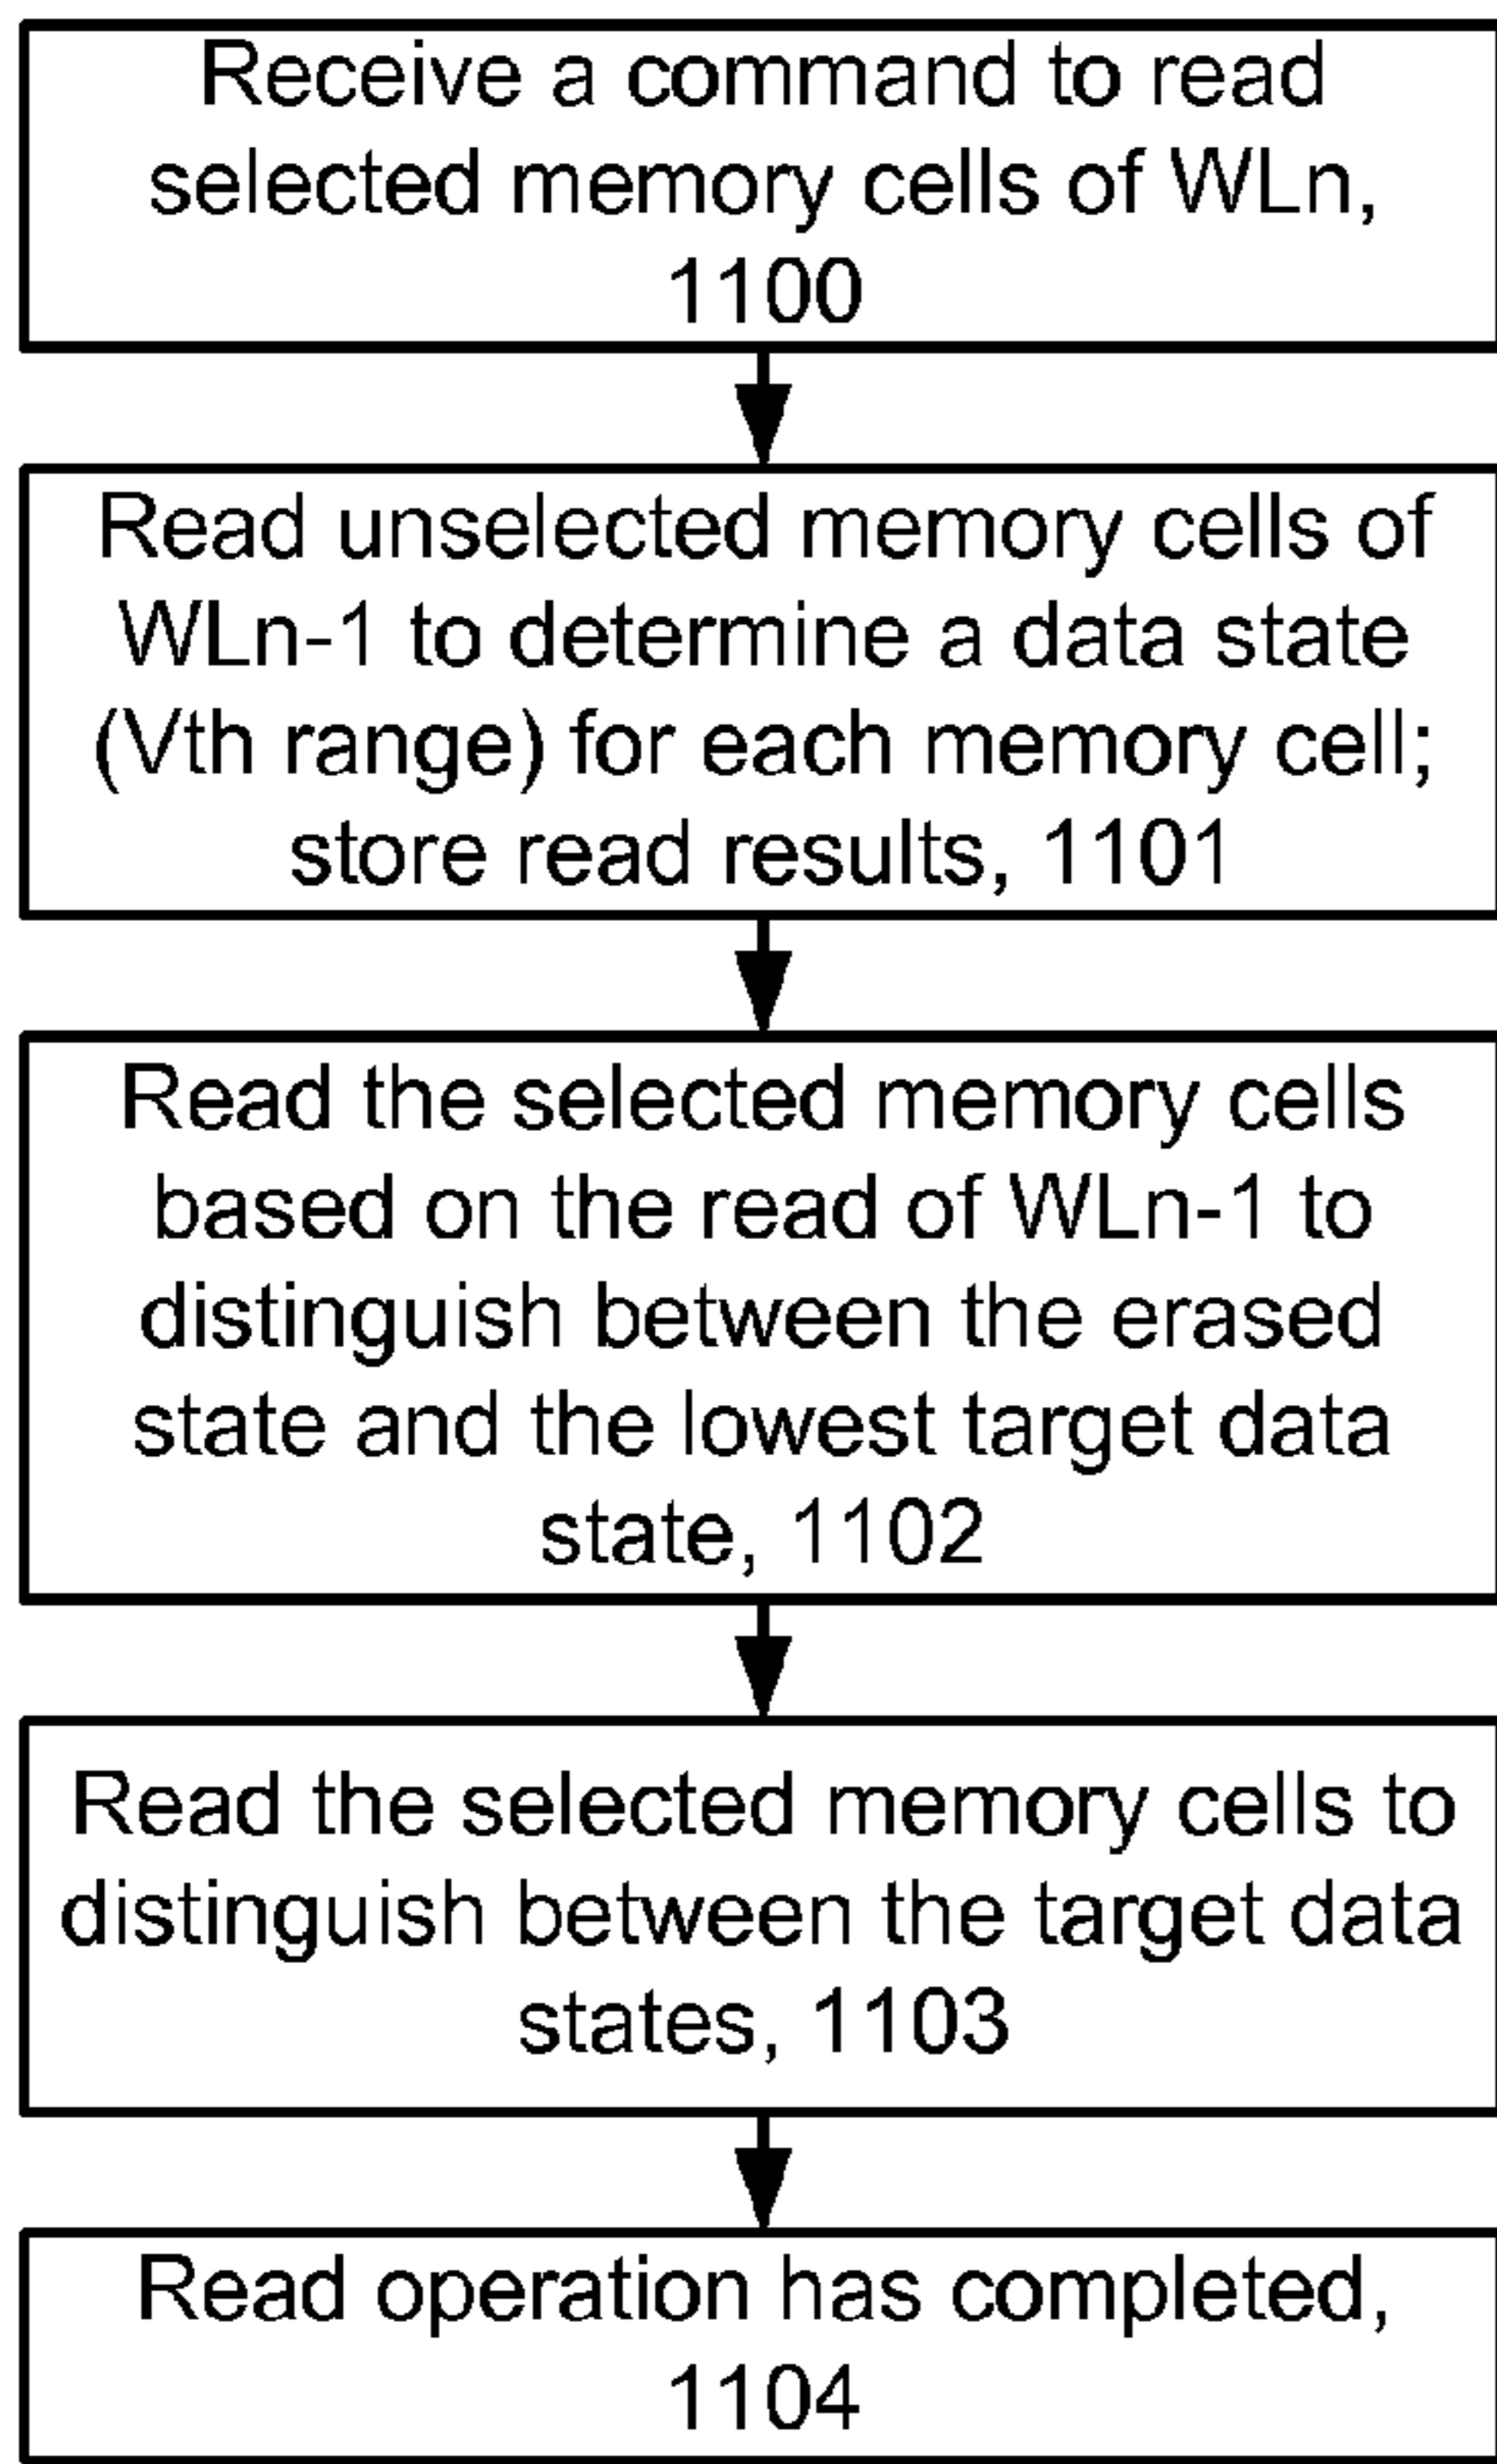 Receive a command to read
selected memory cells of WLn,
1100
Read unselected memory cells of
WLn-1 to determine a data state
(Vth range) for each memory cell;
store read results, 1101
Read the selected memory cells
based on the read of WLn-1 to
distinguish between the erased
state and the lowest target data
state, 1102
Read the selected memory cells to
distinguish between the target data
states, 1103
Read operation has completed,
1104